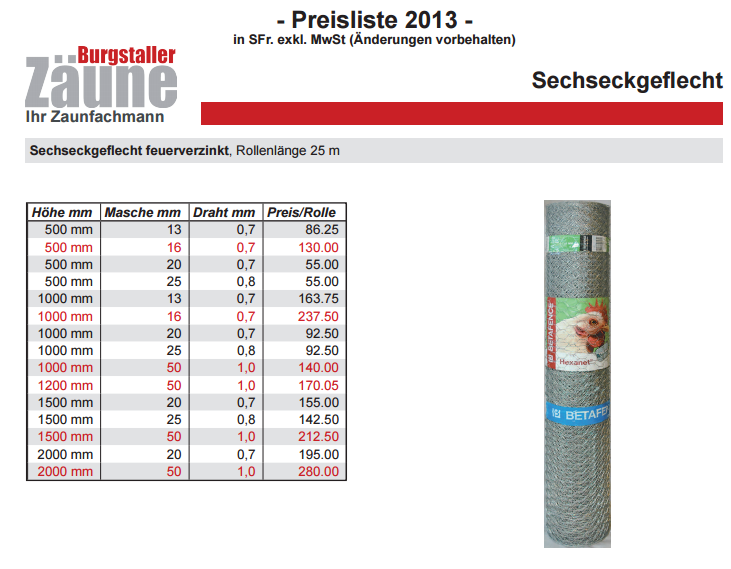 - Preisliste 2013 -
in SFr. exkl. MwSt (Änderungen vorbehalten)
Burgstaller
Zäune
Ihr Zaunfachmann
Sechseckgeflecht
Sechseckgeflecht feuerverzinkt, Rollenlänge 25 m
Höhe mm Masche mm Draht mm Preis/Rolle
500 mm 13 0,7 86.25
500 mm 16 0,7 130.00
500 mm 20 0,7 55.00
500 mm 25 0,8 55.00
1000 mm 13 0,7 163.75
1000 mm 16 0,7 237.50
1000 mm 20 0,7 92.50
1000 mm 25 0,8 92.50
1000 mm 50 1,0 140.00
1200 mm 50 1,0 170.05
1500 mm 20 0,7 155.00
1500 mm 25 0,8 142.50
1500 mm 50 1,0 212.50
2000 mm 20 0,7 195.00
2000 mm 50 1,0 280.00
BETAFENCE
"Hexanet"
BETAFE